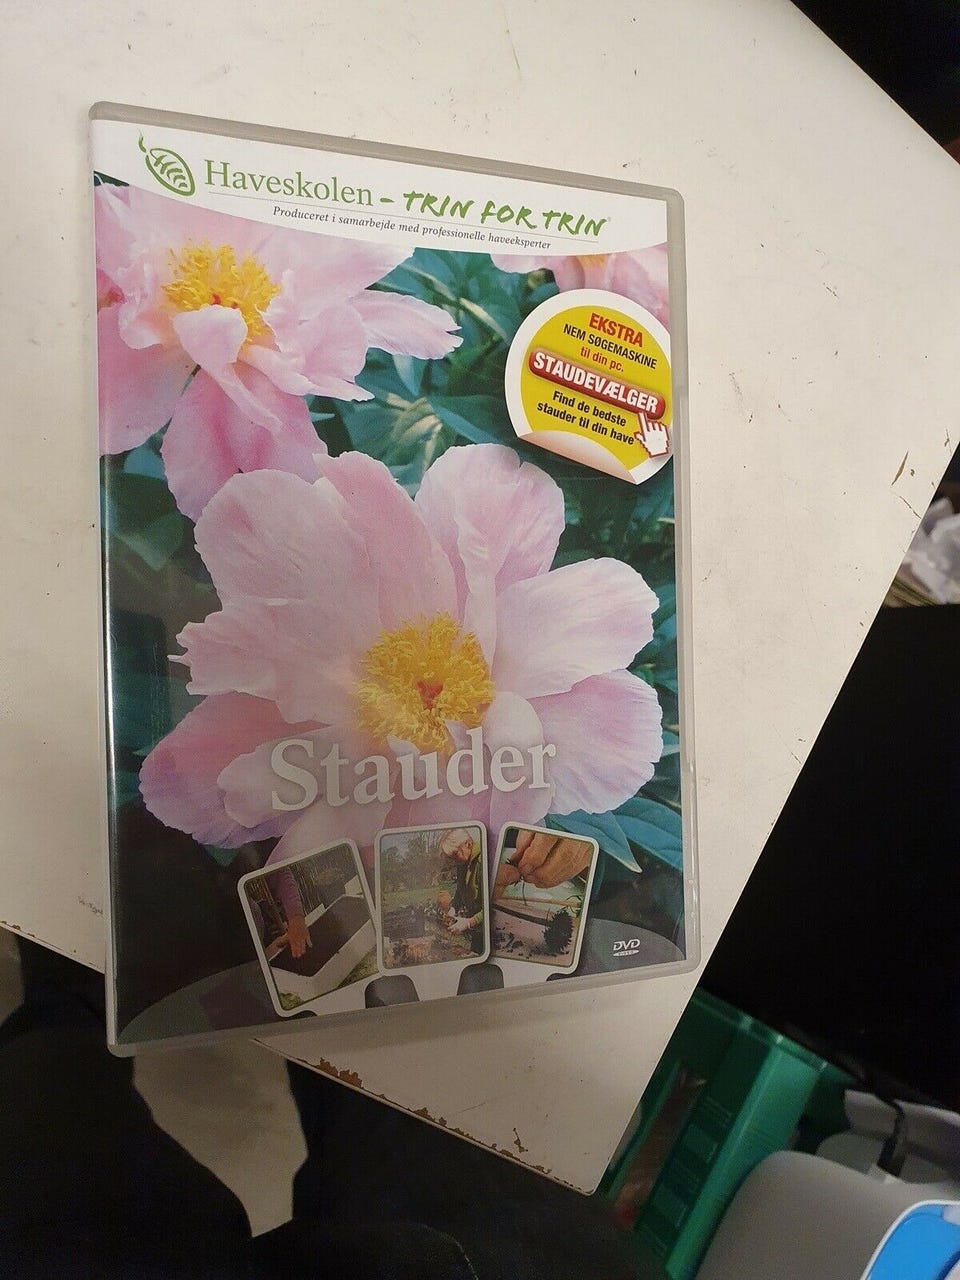 Haveskolen - TRIN FOR TRIN®
Produceret i samarbejde med professionelle haveeksperter
EKSTRA
NEM SØGEMASKINE
til din pc.
STAUDEVÆLGER
Find de bedste
stauder til din have
Stauder
DVD
VIDEO